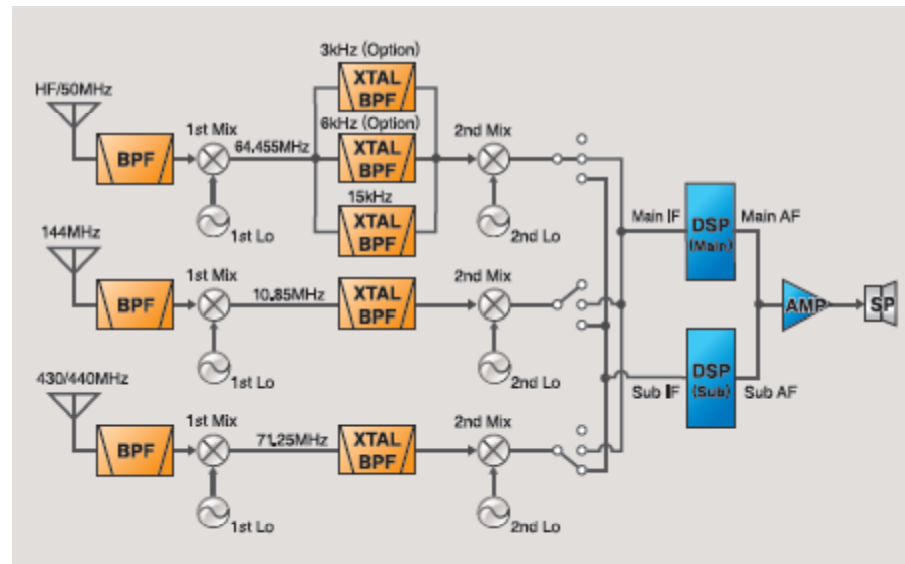 3kHz (Option)
XTAL
BPF
HF/50MHz
BPF
1st Mix
64.455MHz
6kHz (Option)
XTAL
BPF
2nd Mix
15kHz
XTAL
BPF
1st Lo
2nd Lo
Main IF
DSP
(Main)
Main AF
144MHz
BPF
1st Mix
10.85MHz
XTAL
BPF
2nd Mix
1st Lo
2nd Lo
AMP
SP
430/440MHz
BPF
1st Mix
71.25MHz
XTAL
BPF
2nd Mix
1st Lo
2nd Lo
Sub IF
DSP
(Sub)
Sub AF